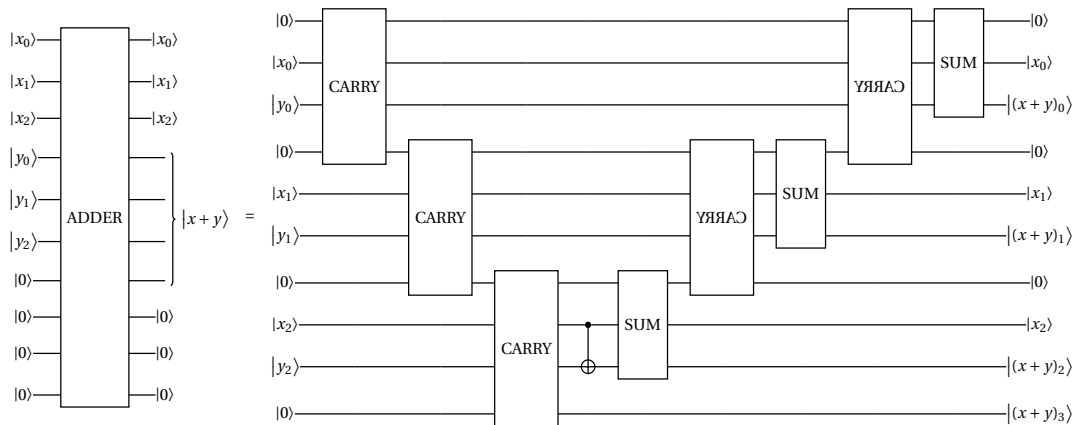 |x₀⟩ |x₀⟩
|x₁⟩ |x₁⟩
|x₂⟩ |x₂⟩
|y₀⟩
|y₁⟩
ADDER |x + y⟩ =
|y₂⟩
|0⟩
|0⟩ |0⟩
|0⟩ |0⟩
|0⟩ |0⟩
|0⟩ |0⟩
|x₀⟩ SUM |x₀⟩
CARRY CARRY
|y₀⟩ |(x + y)₀⟩
|0⟩ |0⟩
|x₁⟩ SUM |x₁⟩
CARRY CARRY
|y₁⟩ |(x + y)₁⟩
|0⟩ |0⟩
|x₂⟩ SUM |x₂⟩
CARRY
|y₂⟩ |(x + y)₂⟩
|0⟩ |(x + y)₃⟩